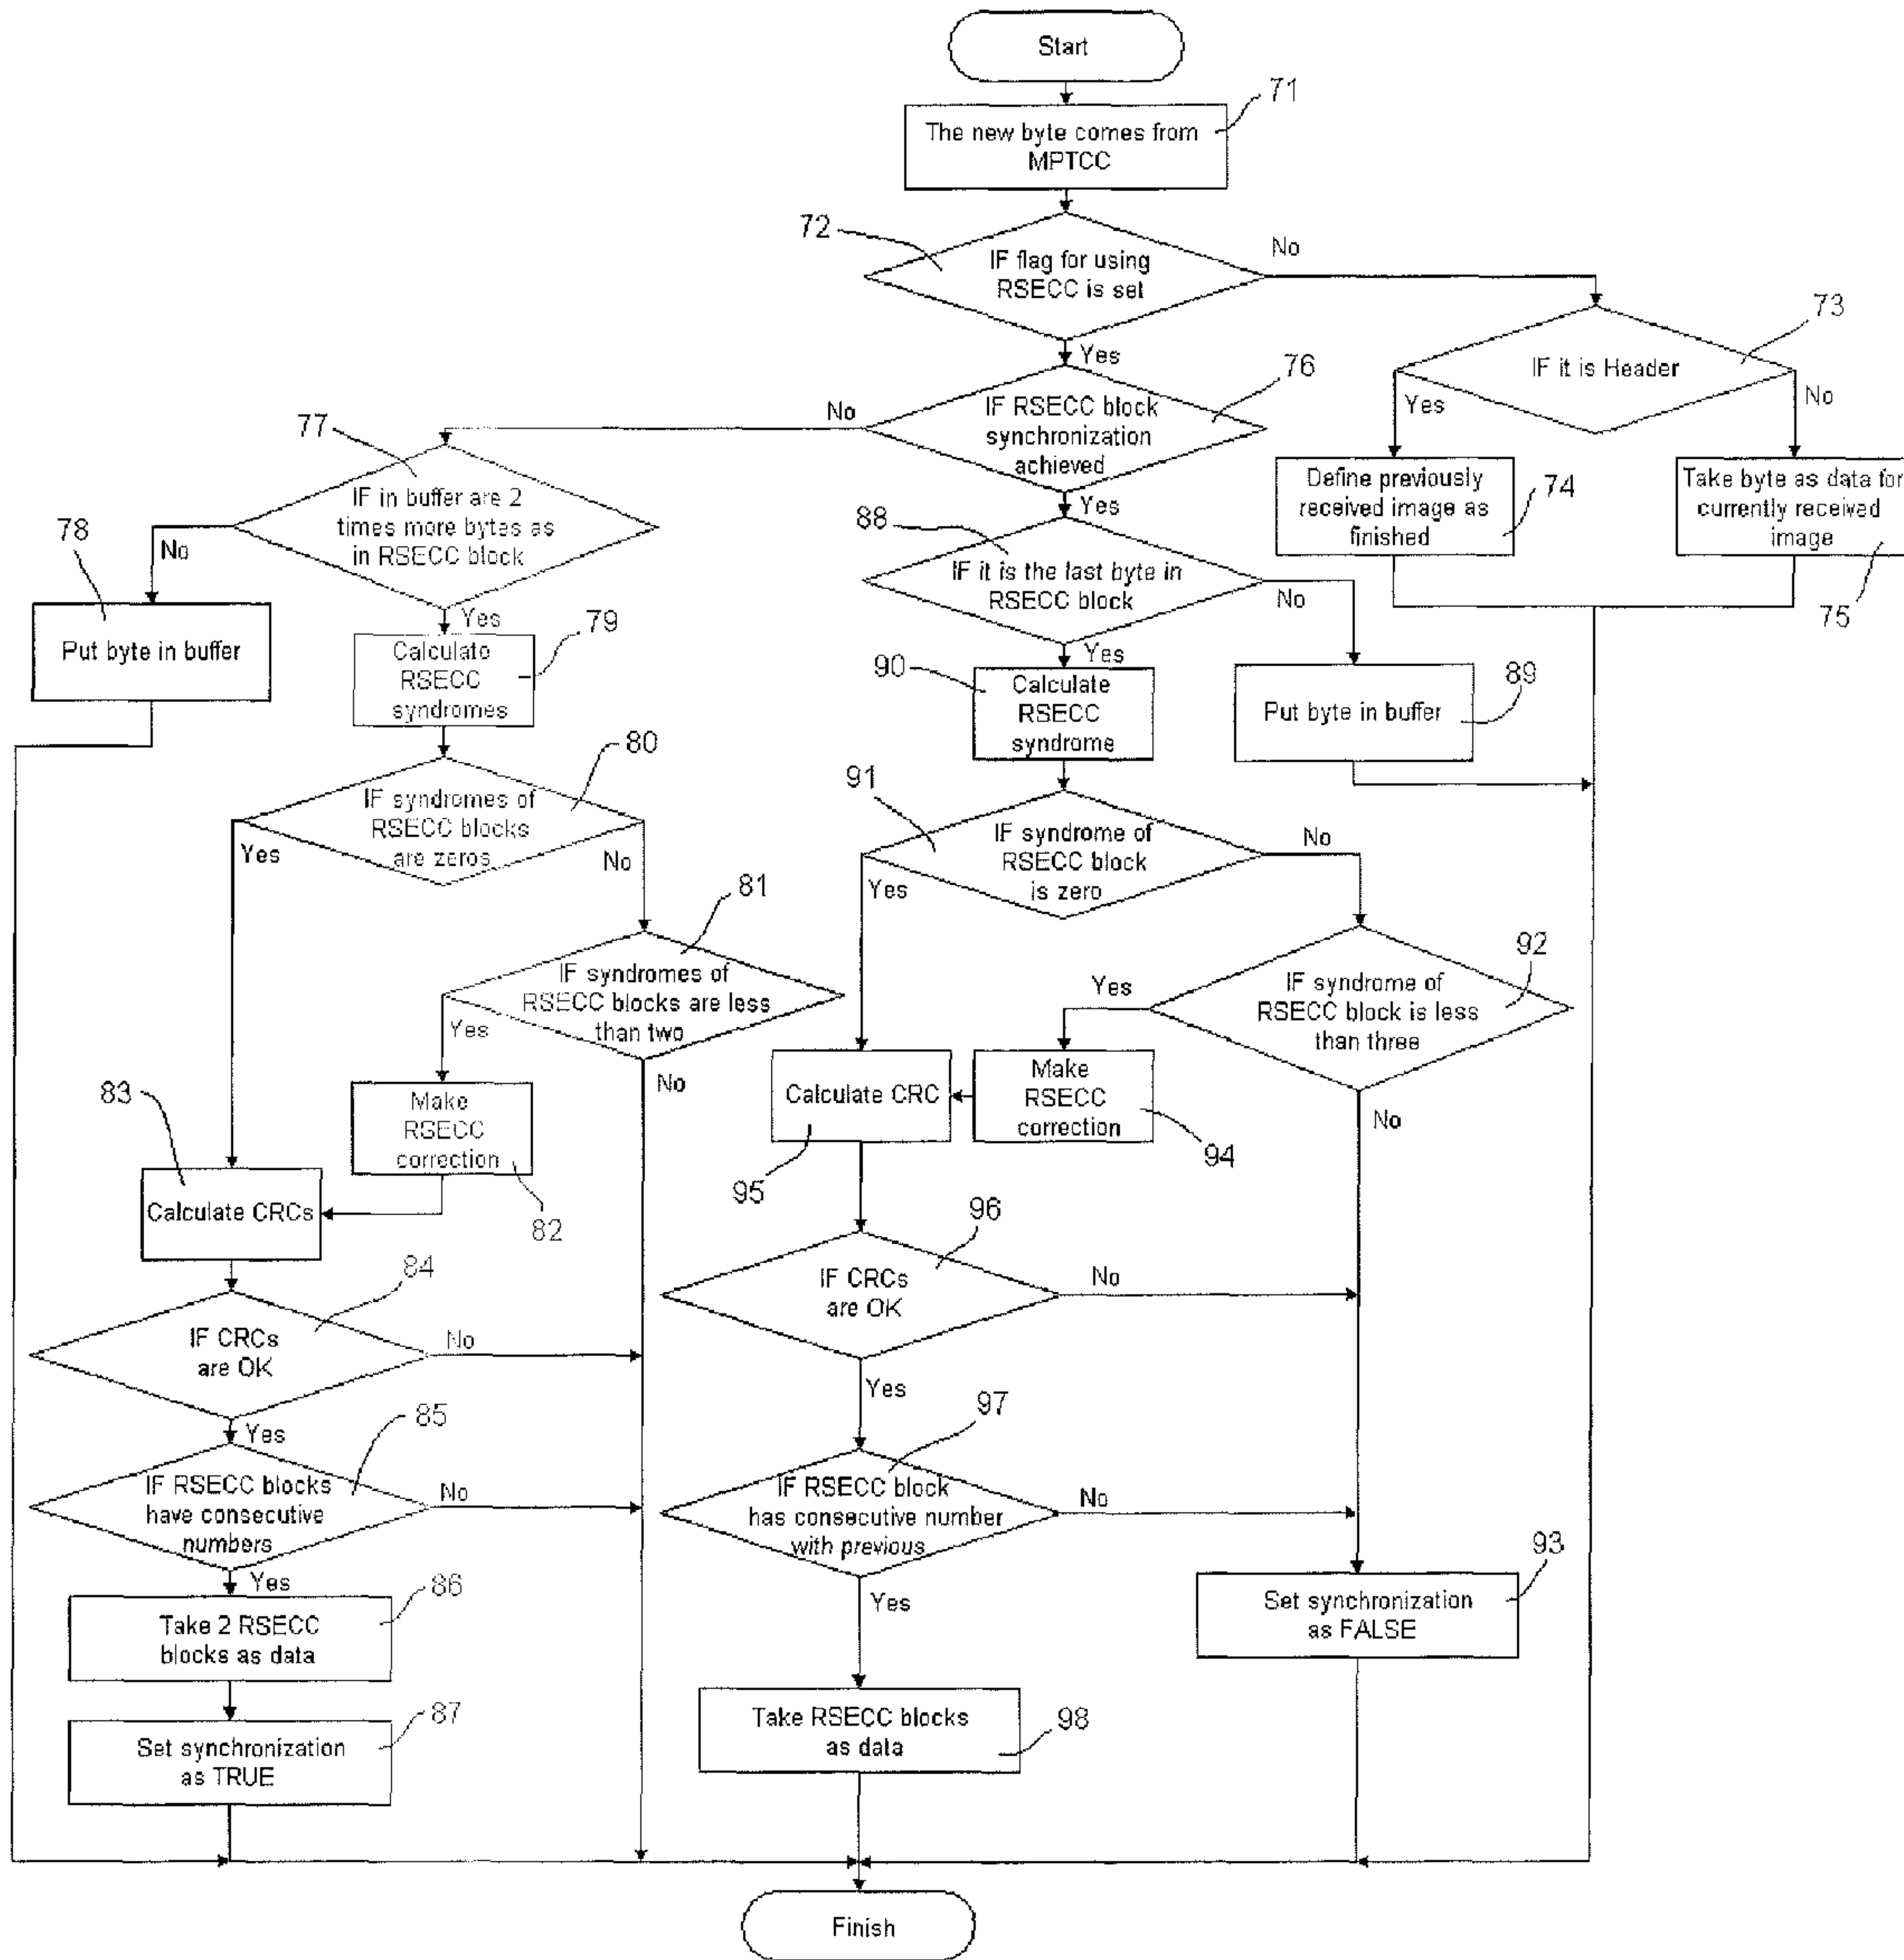 Start
71
The new byte comes from
MPTCC
72
IF flag for using
RSECC is set
No
Yes
73
IF it is Header
Yes
No
76
IF RSECC block
synchronization
achieved
No
Yes
77
IF in buffer are 2
times more bytes as
in RSECC block
No
Yes
Define previously
received image as
finished
74
Take byte as data for
currently received
image
75
88
IF it is the last byte in
RSECC block
No
Yes
78
Put byte in buffer
79
Calculate
RSECC
syndromes
90
Calculate
RSECC
syndrome
Put byte in buffer
89
80
IF syndromes of
RSECC blocks
are zeros
Yes
No
91
IF syndrome of
RSECC block
is zero
Yes
No
81
IF syndromes of
RSECC blocks are less
than two
Yes
No
92
IF syndrome of
RSECC block is less
than three
Yes
No
83
Calculate CRCs
Make
RSECC
correction
82
Calculate CRC
95
Make
RSECC
correction
94
84
IF CRCs
are OK
No
Yes
96
IF CRCs
are OK
No
Yes
85
IF RSECC blocks
have consecutive
numbers
No
Yes
97
IF RSECC block
has consecutive number
with previous
No
Yes
86
Take 2 RSECC
blocks as data
93
Set synchronization
as FALSE
87
Set synchronization
as TRUE
Take RSECC blocks
as data
98
Finish